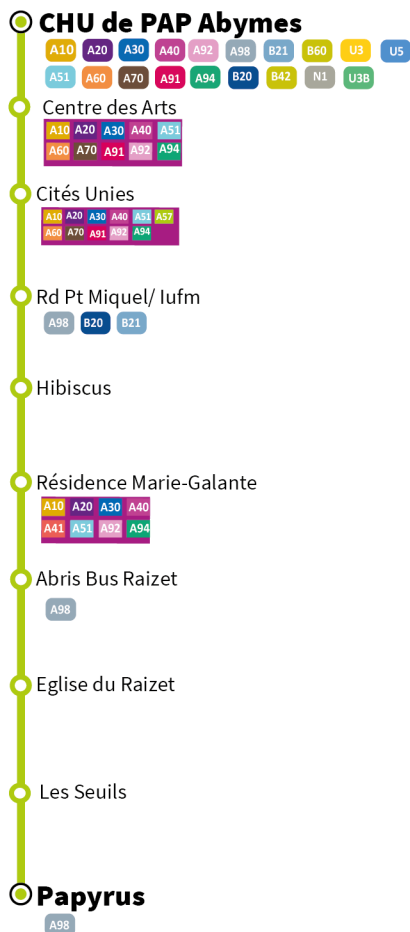 CHU de PAP Abymes
A10 A20 A30 A40 A92 A98 B21 B60 U3 U5
A51 A60 A70 A91 A94 B20 B42 N1 U3B
Centre des Arts
A10 A20 A30 A40 A51
A60 A70 A91 A92 A94
Cités Unies
A10 A20 A30 A40 A51 A57
A60 A70 A91 A92 A94
Rd Pt Miquel/ Iufm
A98 B20 B21
Hibiscus
Résidence Marie-Galante
A10 A20 A30 A40
A41 A51 A92 A94
Abris Bus Raizet
A98
Eglise du Raizet
Les Seuils
Papyrus
A98